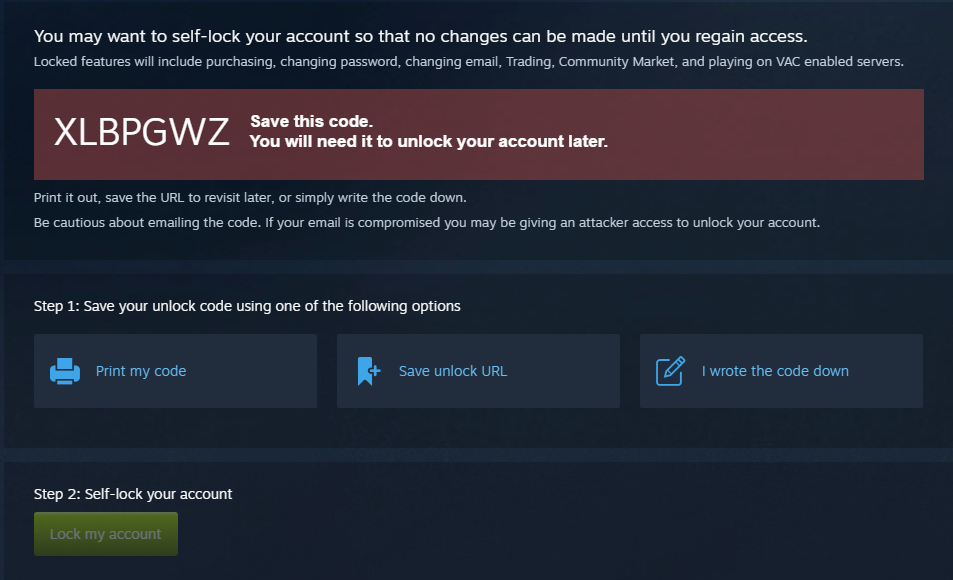 You may want to self-lock your account so that no changes can be made until you regain access.
Locked features will include purchasing, changing password, changing email, Trading, Community Market, and playing on VAC enabled servers.
XLBPGWZ
Save this code.
You will need it to unlock your account later.
Print it out, save the URL to revisit later, or simply write the code down.
Be cautious about emailing the code. If your email is compromised you may be giving an attacker access to unlock your account.
Step 1: Save your unlock code using one of the following options
Print my code
Save unlock URL
I wrote the code down
Step 2: Self-lock your account
Lock my account